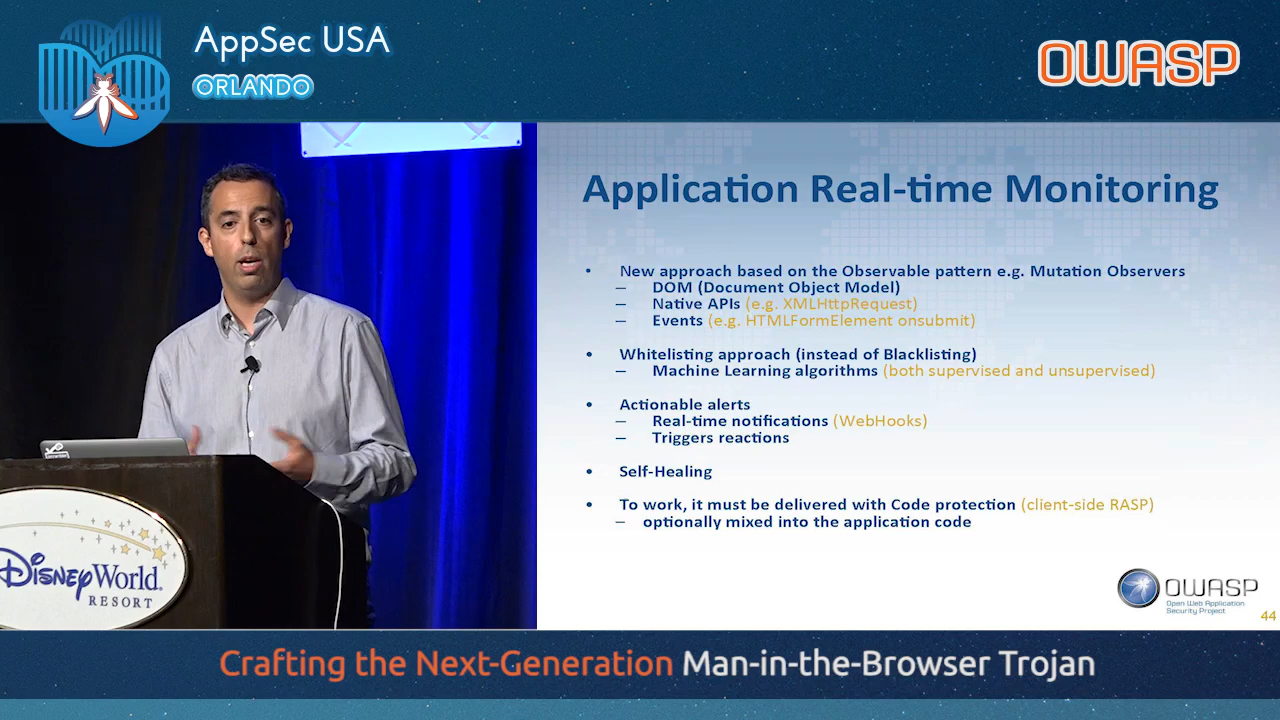 AppSec USA
ORLANDO
OWASP
Application Real-time Monitoring
• New approach based on the Observable pattern e.g. Mutation Observers
– DOM (Document Object Model)
– Native APIs (e.g. XMLHttpRequest)
– Events (e.g. HTMLFormElement onsubmit)
• Whitelisting approach (instead of Blacklisting)
– Machine Learning algorithms (both supervised and unsupervised)
• Actionable alerts
– Real-time notifications (WebHooks)
– Triggers reactions
• Self-Healing
• To work, it must be delivered with Code protection (client-side RASP)
– optionally mixed into the application code
DISNEYWorld.
RESORT
OWASP
Open Web Application
Security Project
44
Crafting the Next-Generation Man-in-the-Browser Trojan